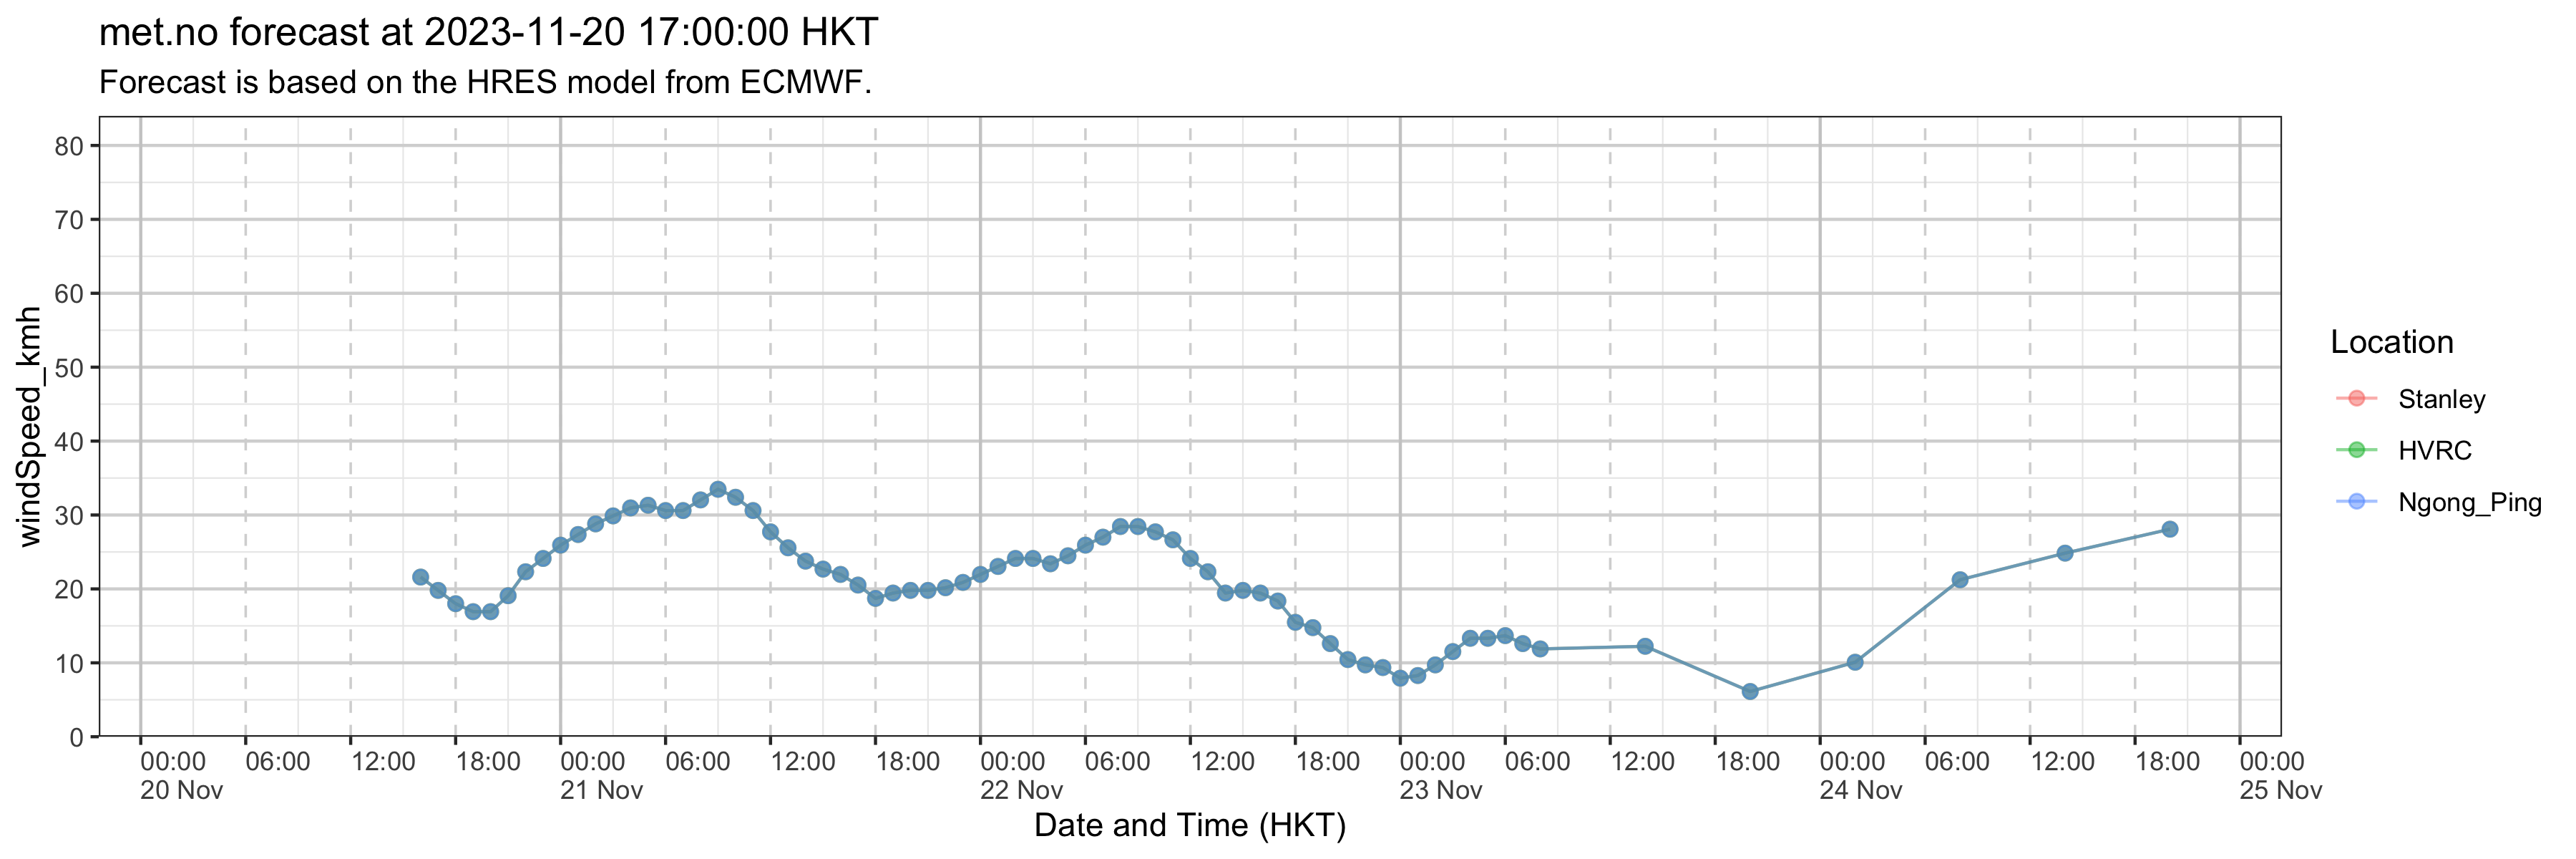 met.no forecast at 2023-11-20 17:00:00 HKT
Forecast is based on the HRES model from ECMWF.
windSpeed_kmh
80
70
60
50
40
30
20
10
0
00:00 06:00 12:00 18:00 00:00 06:00 12:00 18:00 00:00 06:00 12:00 18:00 00:00 06:00 12:00 18:00 00:00 06:00 12:00 18:00 00:00
20 Nov 21 Nov 22 Nov 23 Nov 24 Nov 25 Nov
Date and Time (HKT)
Location
Stanley
HVRC
Ngong_Ping